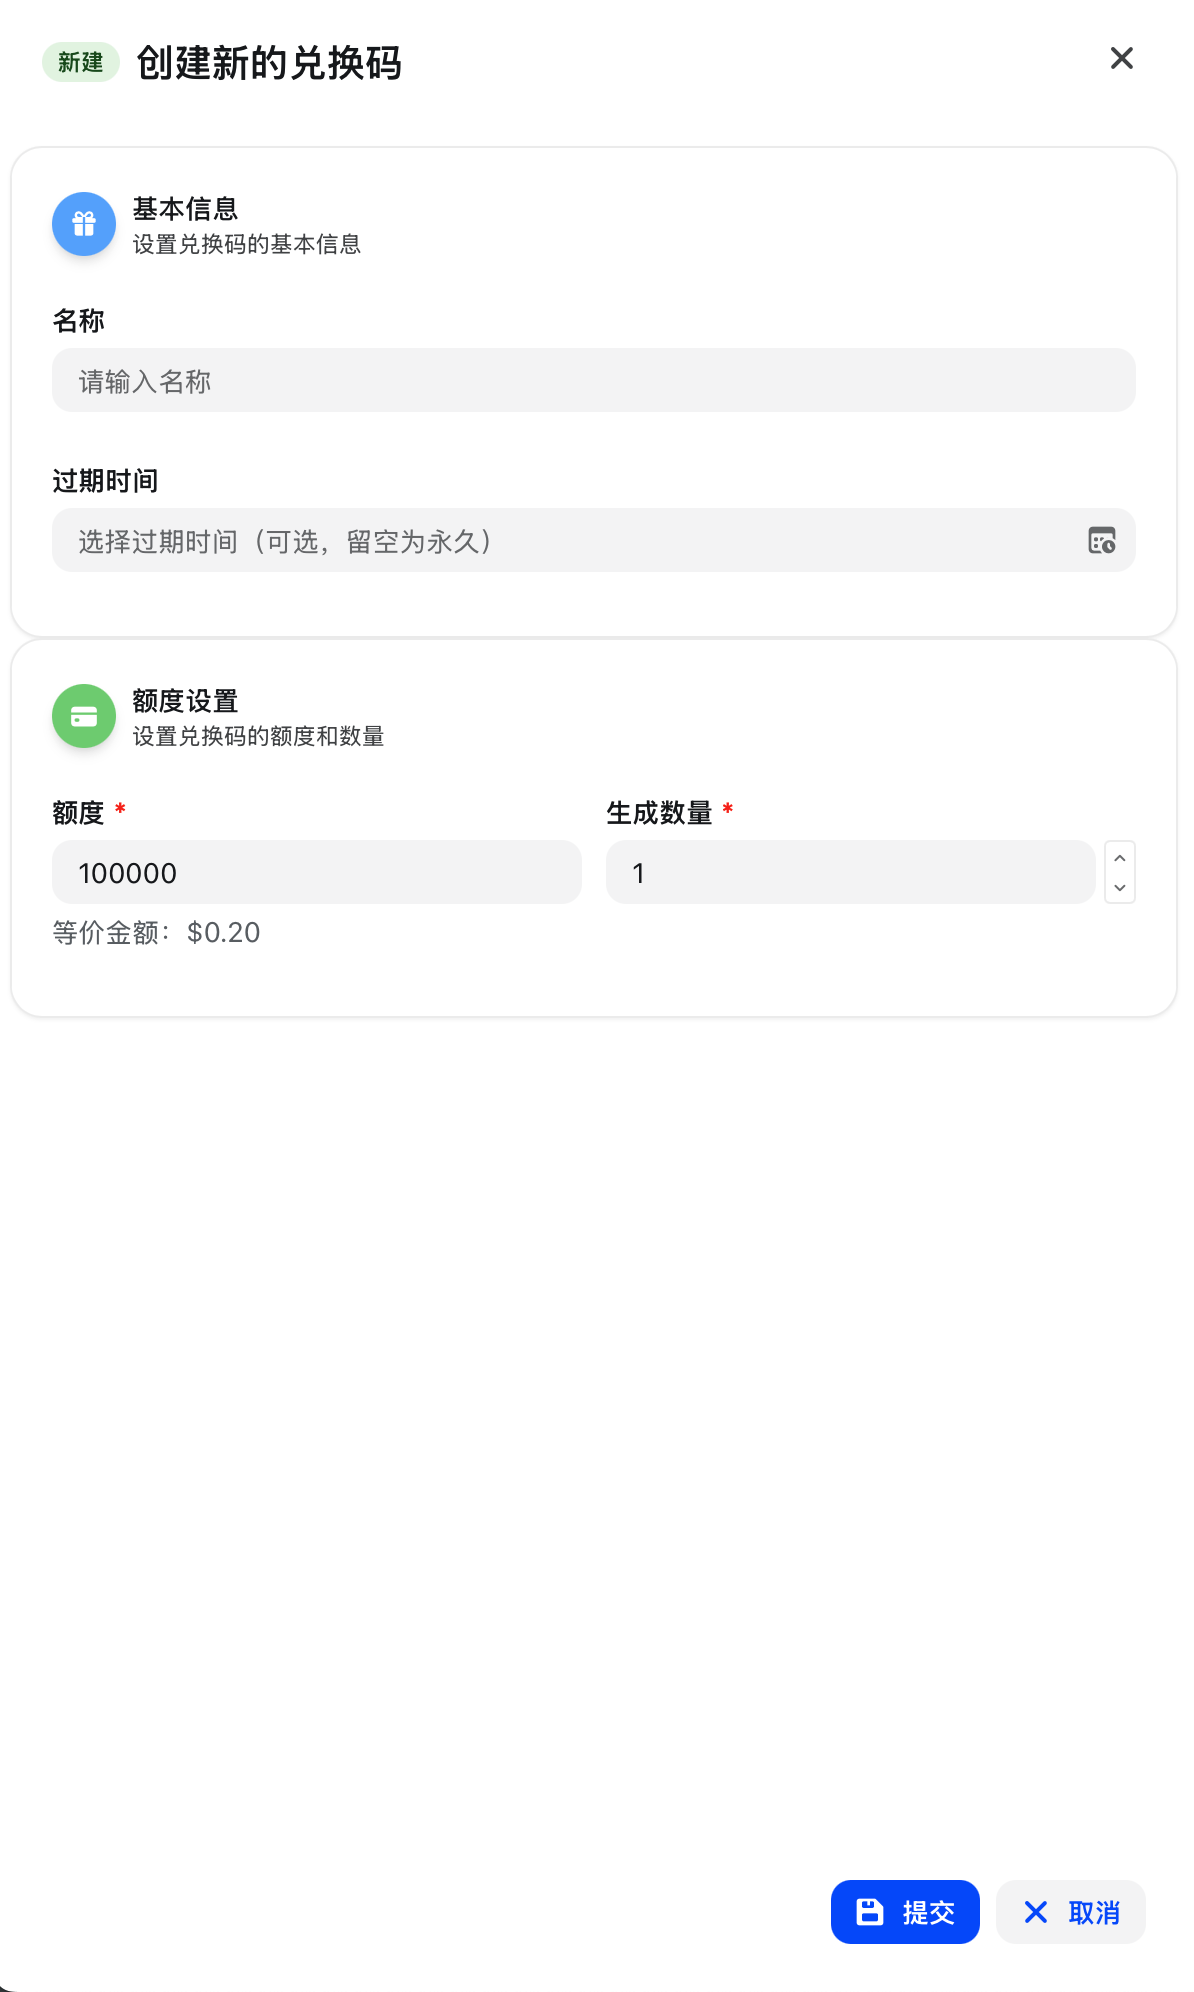 新建 创建新的兑换码
基本信息
设置兑换码的基本信息
名称
请输入名称
过期时间
选择过期时间（可选，留空为永久）
额度设置
设置兑换码的额度和数量
额度 * 生成数量 *
100000 1
等价金额：$0.20
提交 取消